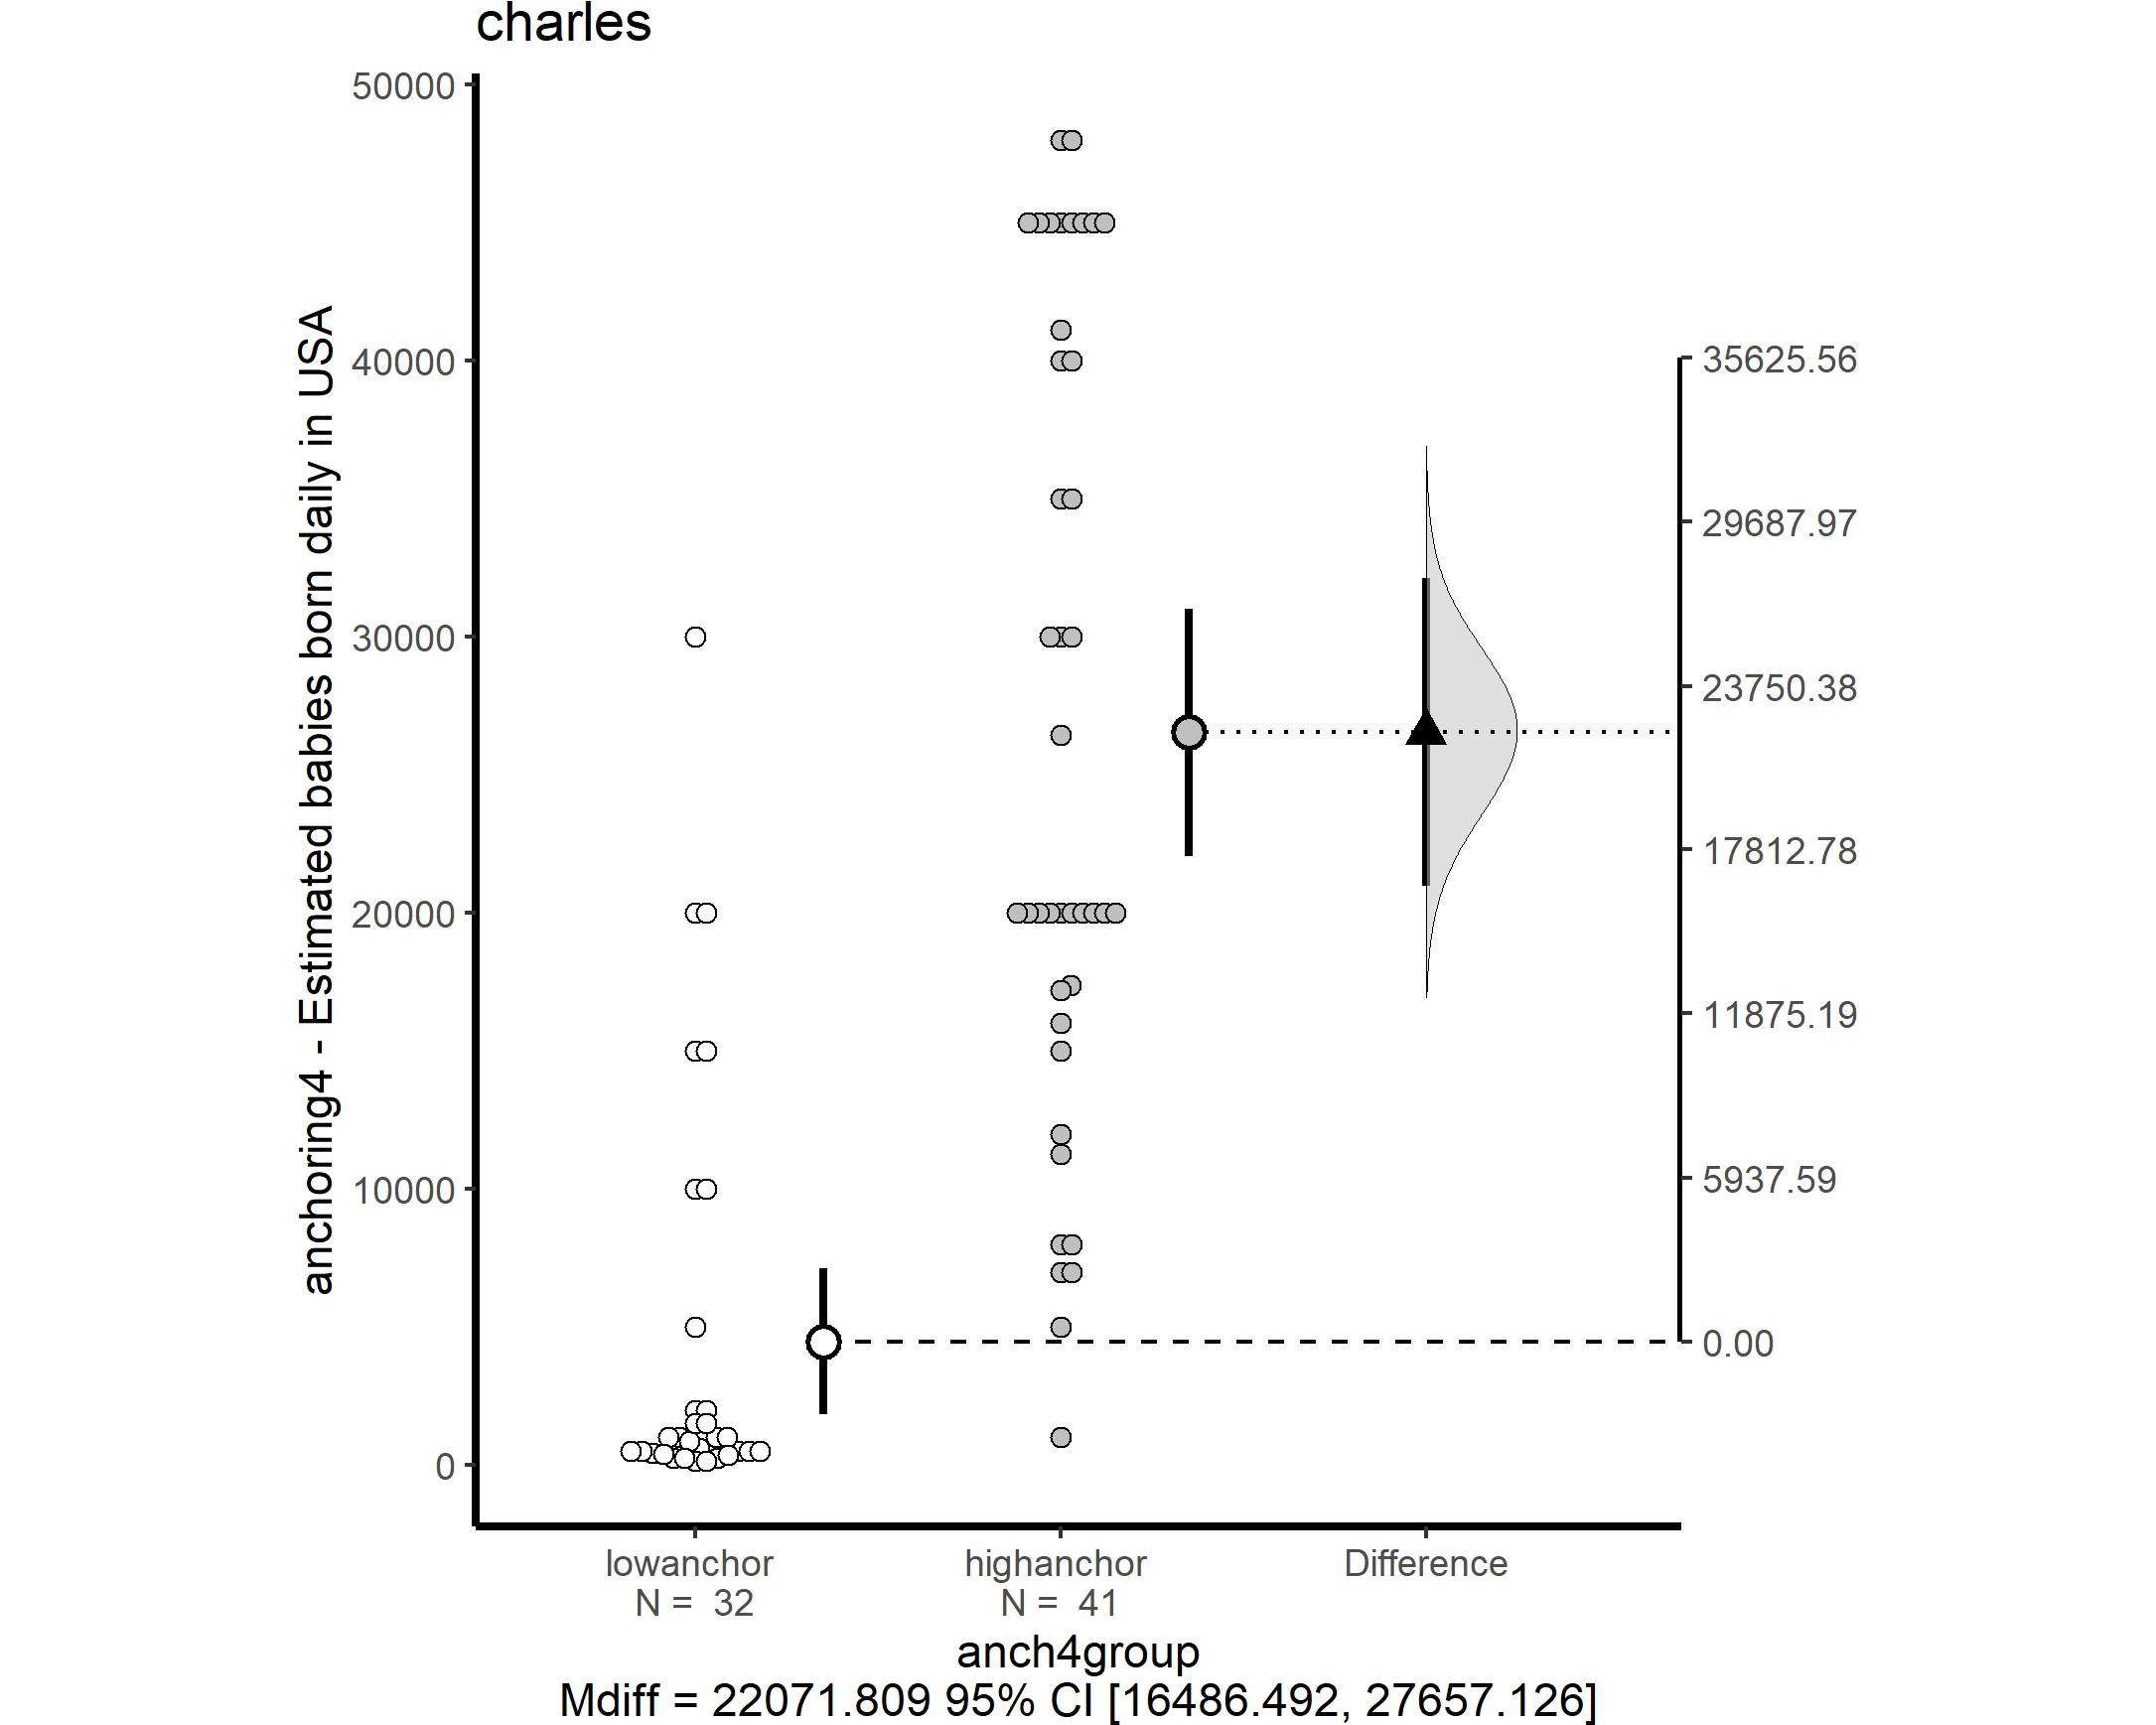 charles
anchoring4 - Estimated babies born daily in USA
50000
40000
30000
20000
10000
0
35625.56
29687.97
23750.38
17812.78
11875.19
5937.59
0.00
lowanchor
N =  32
highanchor
N =  41
Difference
anch4group
Mdiff = 22071.809 95% CI [16486.492, 27657.126]